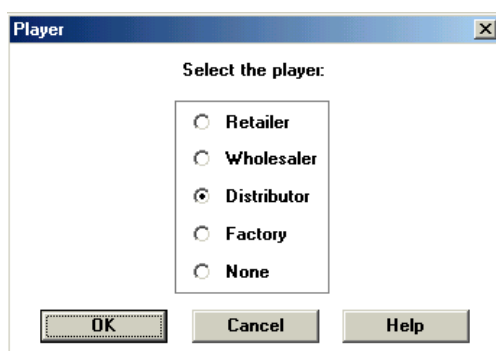 Player
Select the player:
Retailer
Wholesaler
Distributor
Factory
None
OK Cancel Help